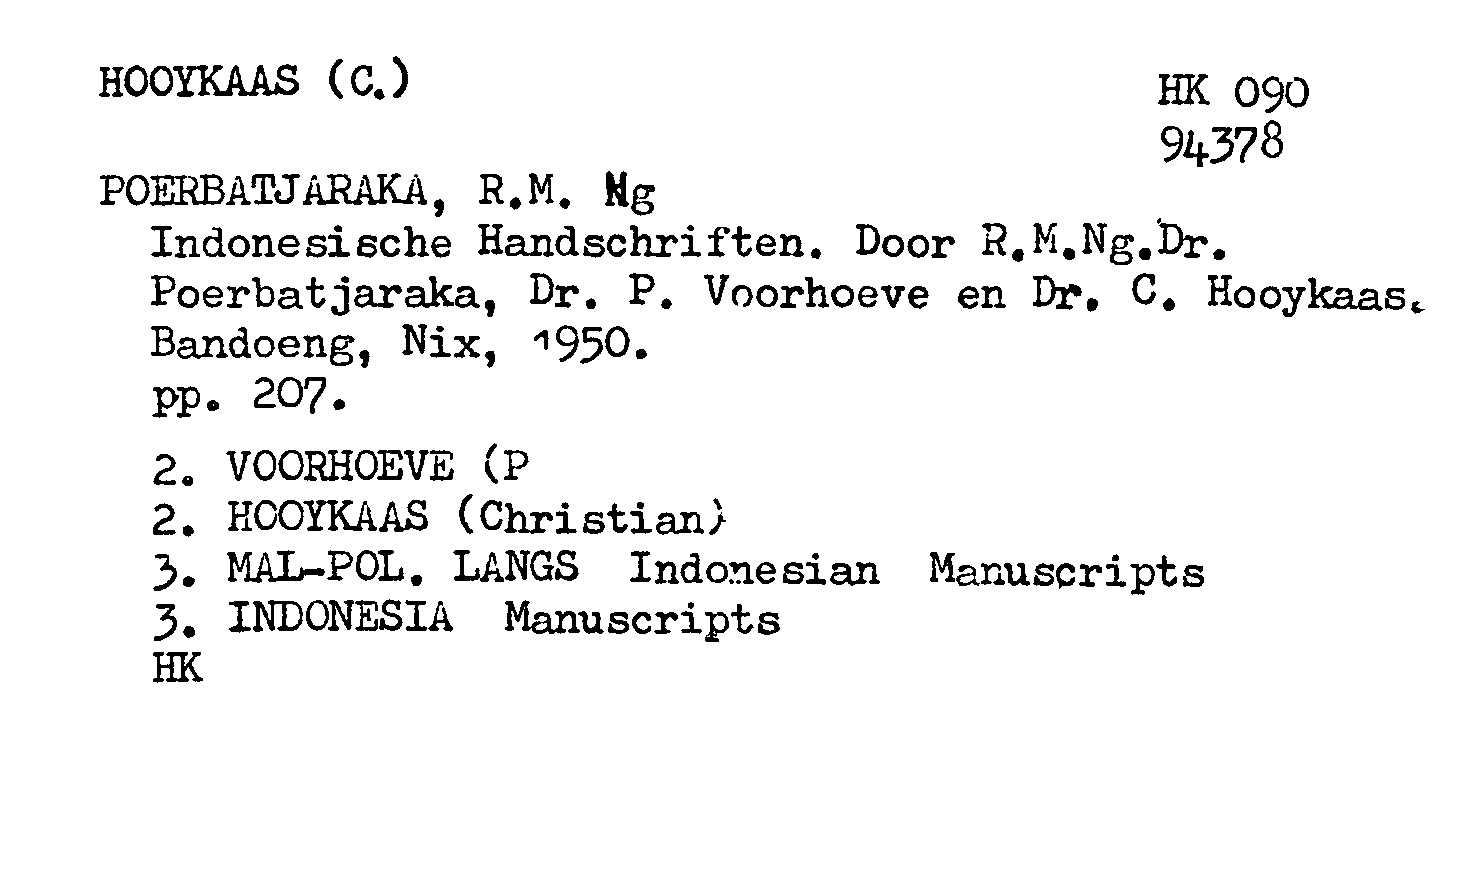 HOOYKAAS (C.)
HK 090
94378
POERBATJARAKA, R.M. Ng
Indonesische Handschriften. Door R.M.Ng.Dr.
Poerbatjaraka, Dr. P. Voorhoeve en Dr. C. Hooykaas.
Bandoeng, Nix, 1950.
pp. 207.
2. VOORHOEVE (P
2. HOOYKAAS (Christian)
3. MAL-POL. LANGS Indonesian Manuscripts
3. INDONESIA Manuscripts
HK